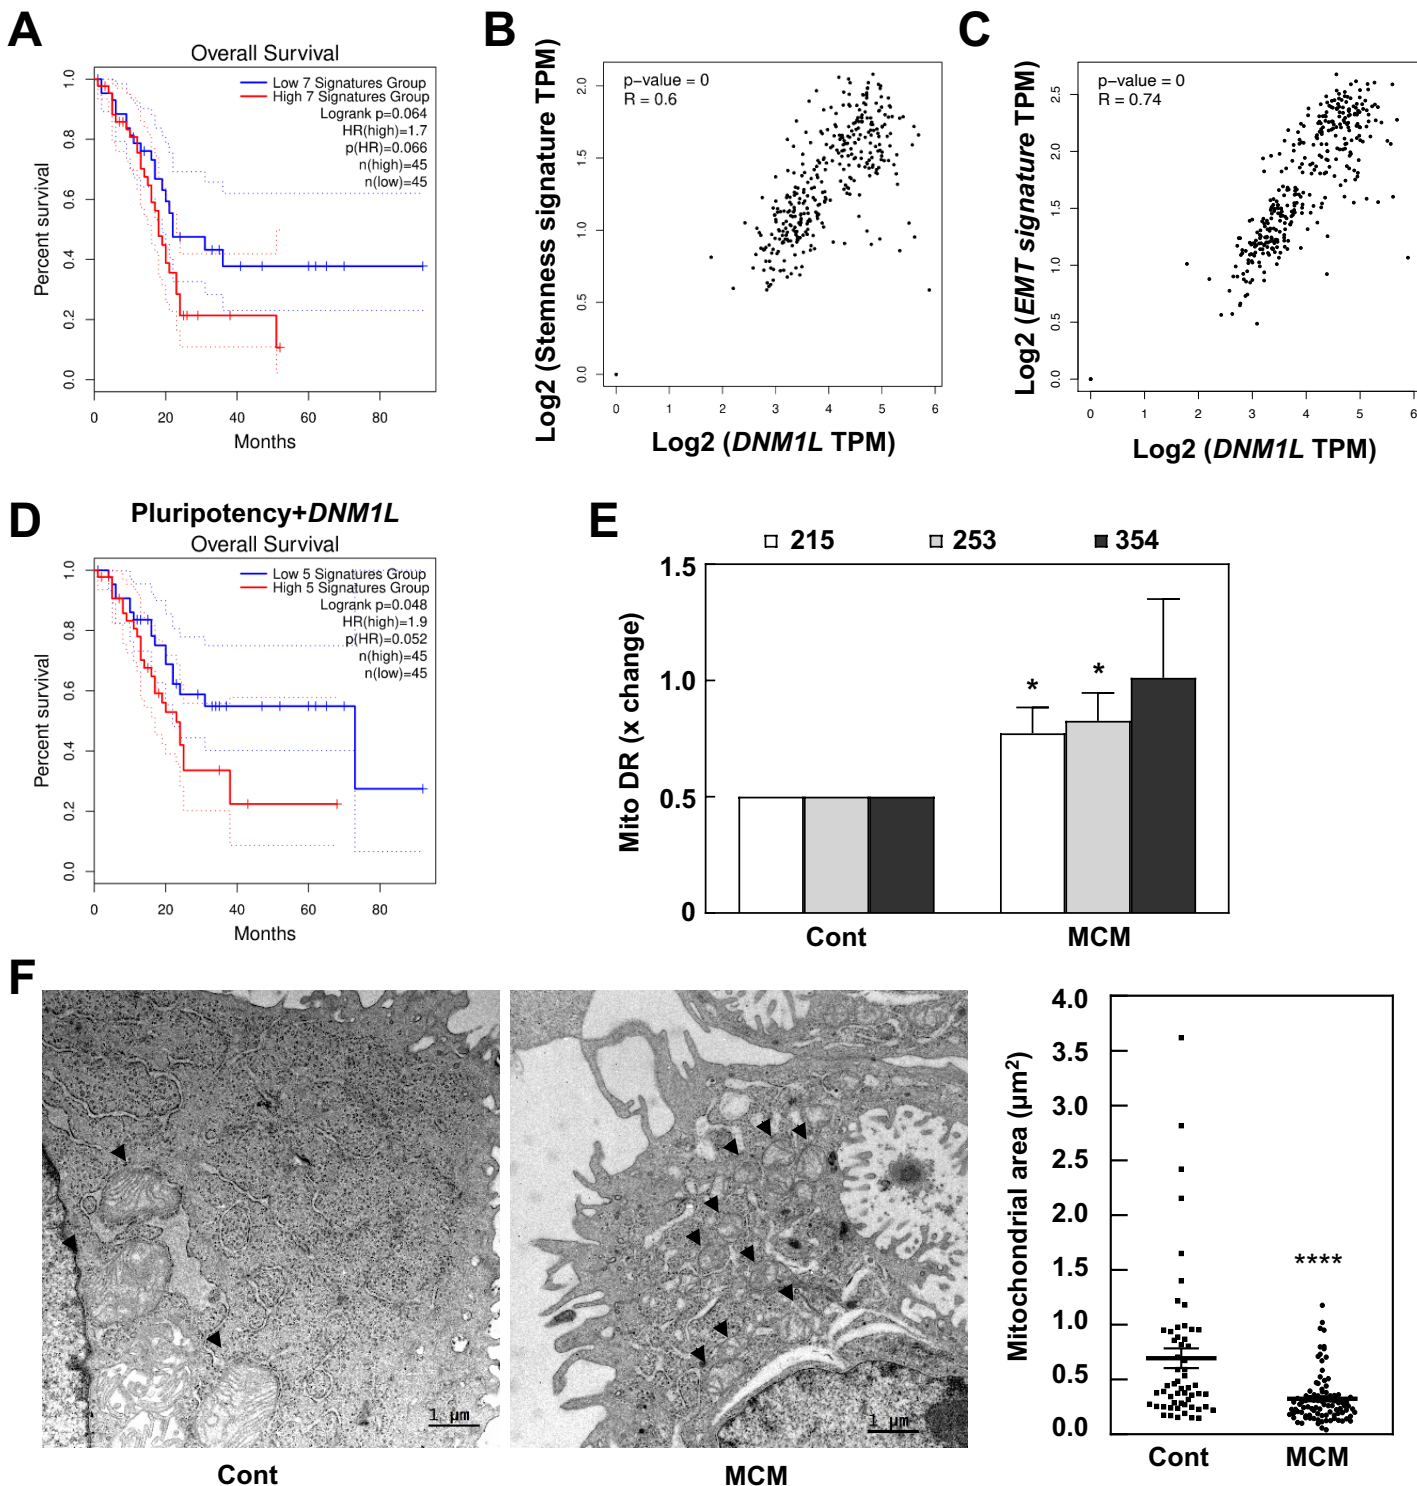 A
Overall Survival
Low 7 Signatures Group
High 7 Signatures Group
Logrank p=0.064
HR(high)=1.7
p(HR)=0.066
n(high)=45
n(low)=45
Percent survival
0.0 0.2 0.4 0.6 0.8 1.0
0 20 40 60 80
Months
B
p-value = 0
R = 0.6
Log2 (Stemness signature TPM)
0.0 0.5 1.0 1.5 2.0
0 1 2 3 4 5 6
Log2 (DNM1L TPM)
C
p-value = 0
R = 0.74
Log2 (EMT signature TPM)
0.0 0.5 1.0 1.5 2.0 2.5
0 1 2 3 4 5 6
Log2 (DNM1L TPM)
D
Pluripotency+DNM1L
Overall Survival
Low 5 Signatures Group
High 5 Signatures Group
Logrank p=0.048
HR(high)=1.9
p(HR)=0.052
n(high)=45
n(low)=45
Percent survival
0.0 0.2 0.4 0.6 0.8 1.0
0 20 40 60 80
Months
E
215 253 354
Mito DR (x change)
1.5
1.0
0.5
0
* *
Cont MCM
F
1 µm
Cont
1 µm
MCM
Mitochondrial area (µm2)
4.0
3.5
3.0
2.5
2.0
1.5
1.0
0.5
0.0
****
Cont MCM